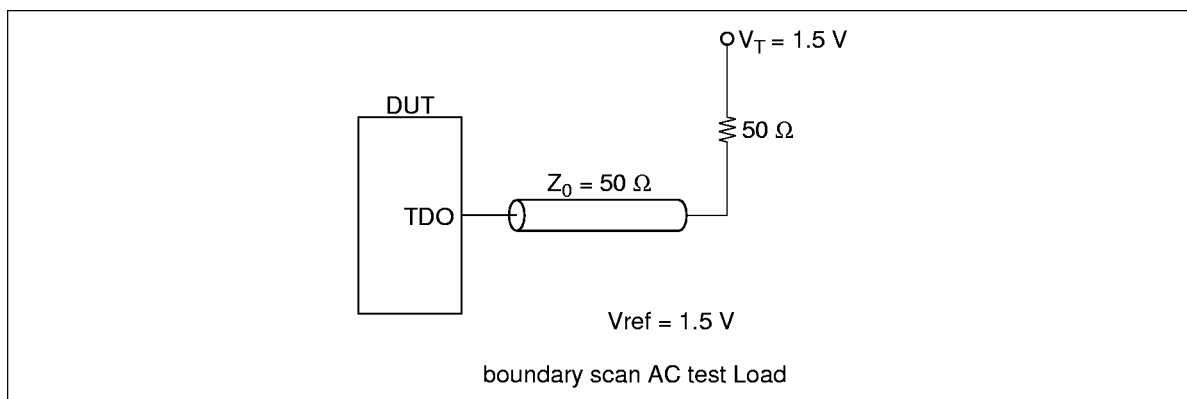 V_T = 1.5 V
DUT
50 Ω
Z_0 = 50 Ω
TDO
Vref = 1.5 V
boundary scan AC test Load